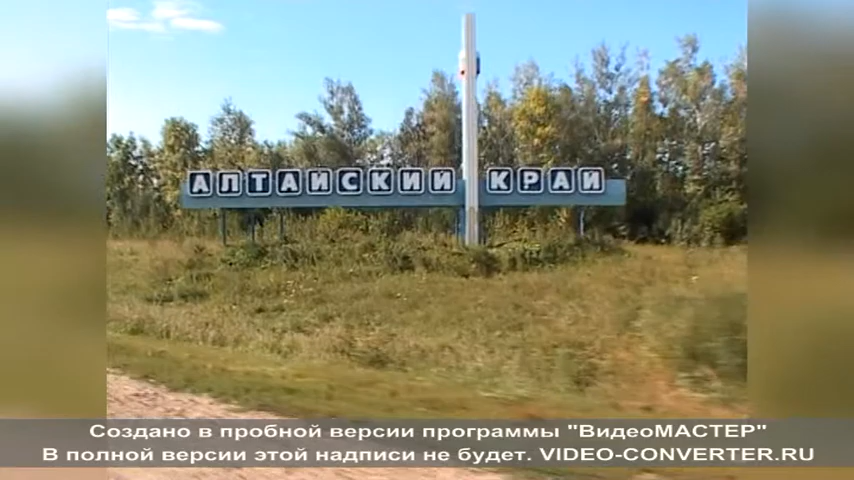 АЛТАЙСКИЙ КРАЙ
Создано в пробной версии программы "ВидеоМАСТЕР"
В полной версии этой надписи не будет. VIDEO-CONVERTER.RU